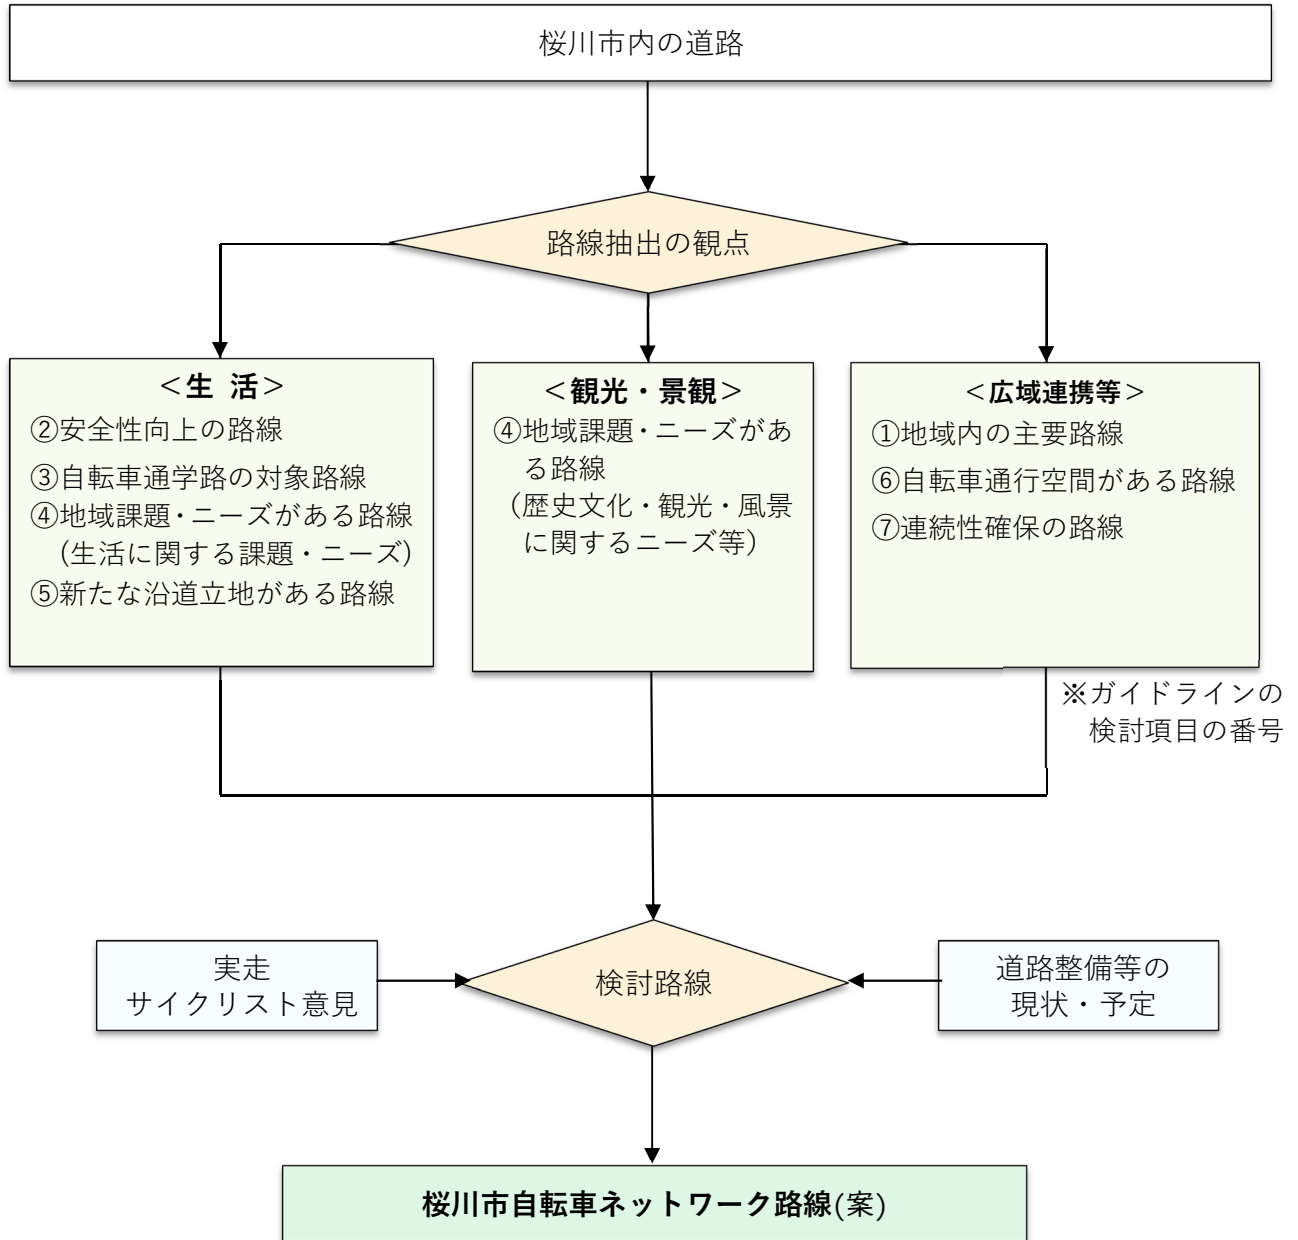 桜川市内の道路
路線抽出の観点
＜生 活＞
②安全性向上の路線
③自転車通学路の対象路線
④地域課題・ニーズがある路線
（生活に関する課題・ニーズ）
⑤新たな沿道立地がある路線
＜観光・景観＞
④地域課題・ニーズがあ
る路線
（歴史文化・観光・風景
に関するニーズ等）
＜広域連携等＞
①地域内の主要路線
⑥自転車通行空間がある路線
⑦連続性確保の路線
※ガイドラインの
検討項目の番号
実走
サイクリスト意見
検討路線
道路整備等の
現状・予定
桜川市自転車ネットワーク路線(案)